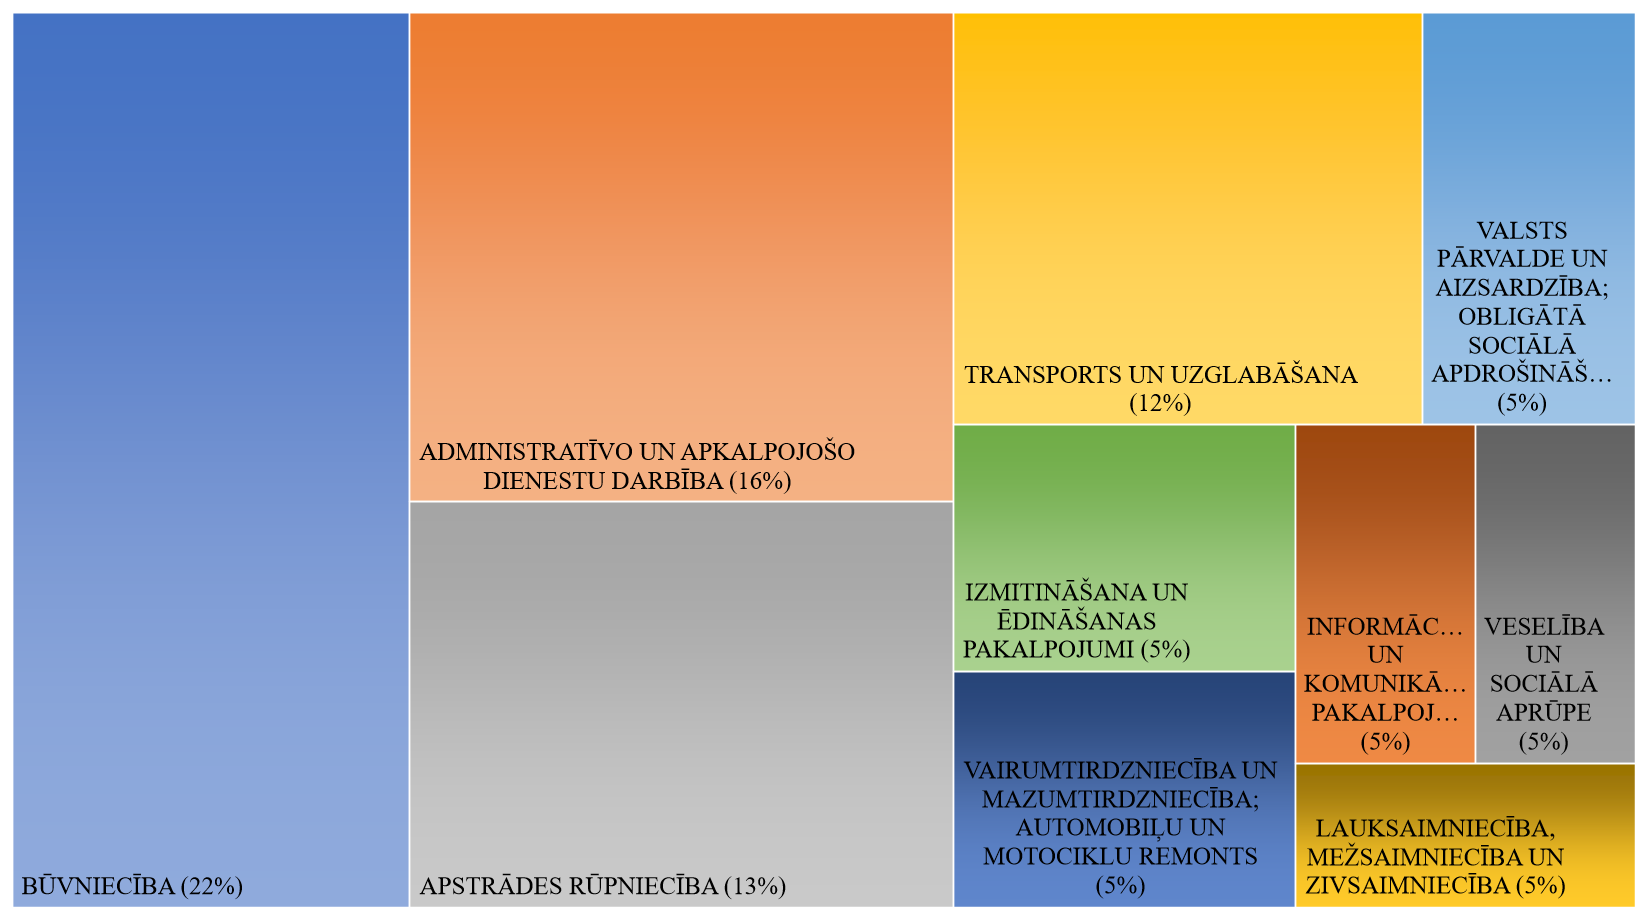 BŪVNIECĪBA (22%)
ADMINISTRATĪVO UN APKALPOJOŠO
DIENESTU DARBĪBA (16%)
APSTRĀDES RŪPNIECĪBA (13%)
TRANSPORTS UN UZGLABĀŠANA
(12%)
VALSTS
PĀRVALDE UN
AIZSARDZĪBA;
OBLIGĀTĀ
SOCIĀLĀ
APDROŠINĀŠ…
(5%)
IZMITINĀŠANA UN
ĒDINĀŠANAS
PAKALPOJUMI (5%)
VAIRUMTIRDZNIECĪBA UN
MAZUMTIRDZNIECĪBA;
AUTOMOBIĻU UN
MOTOCIKLU REMONTS
(5%)
INFORMĀC…
UN
KOMUNIKĀ…
PAKALPOJ…
(5%)
VESELĪBA
UN
SOCIĀLĀ
APRŪPE
(5%)
LAUKSAIMNIECĪBA,
MEŽSAIMNIECĪBA UN
ZIVSAIMNIECĪBA (5%)